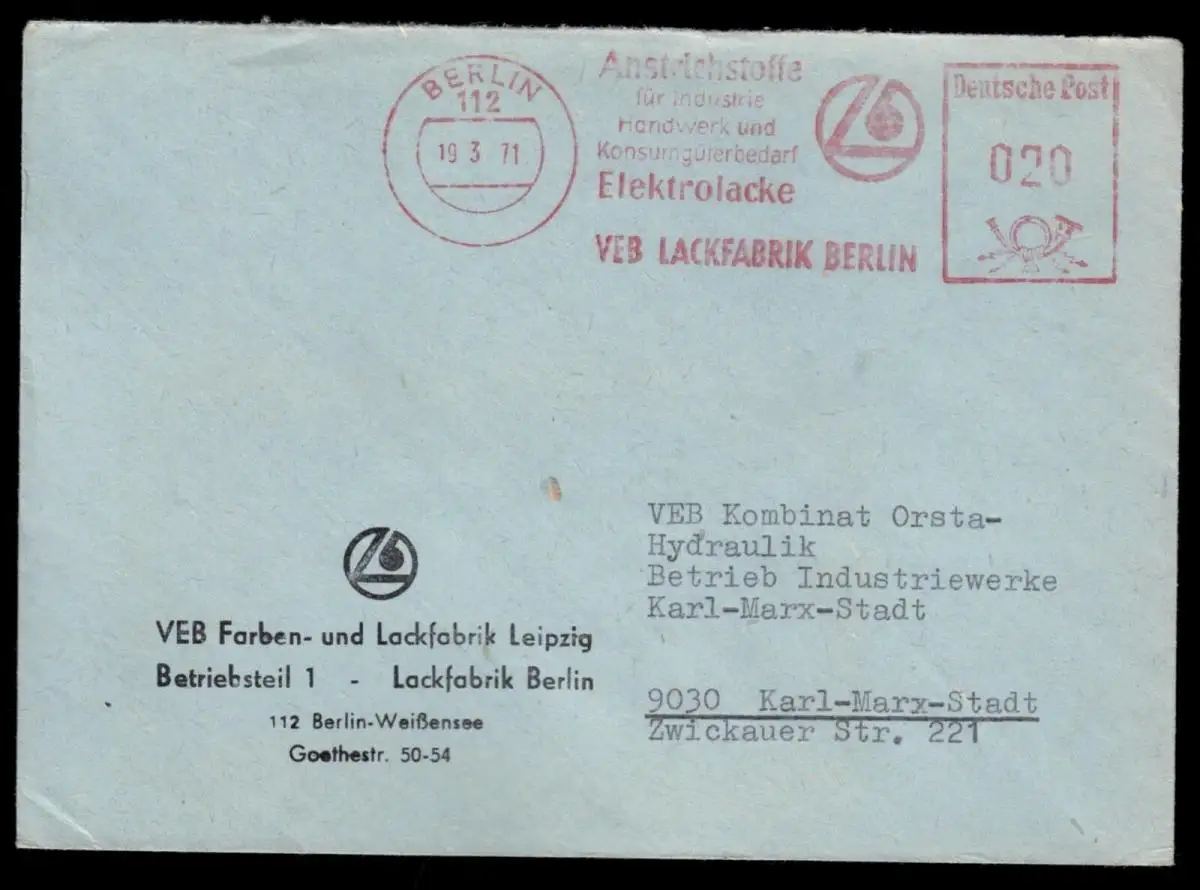 BERLIN
112
19 3 71
Anstrichstoffe
für Industrie
Handwerk und
Konsumgüterbedarf
Elektrolacke
VEB LACKFABRIK BERLIN
Deutsche Post
020
VEB Farben- und Lackfabrik Leipzig
Betriebsteil 1 - Lackfabrik Berlin
112 Berlin-Weißensee
Goethestr. 50-54
VEB Kombinat Orsta-
Hydraulik
Betrieb Industriewerke
Karl-Marx-Stadt
9030 Karl-Marx-Stadt
Zwickauer Str. 221